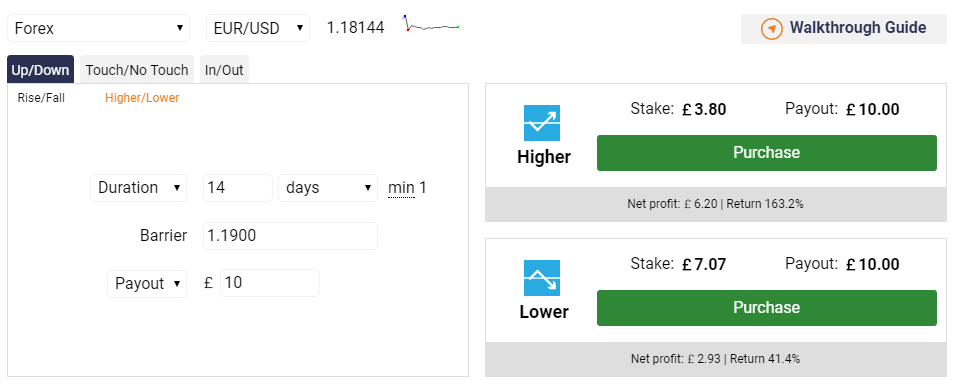 Forex EUR/USD 1.18144 Walkthrough Guide
Up/Down Touch/No Touch In/Out
Rise/Fall Higher/Lower
Duration 14 days min 1
Barrier 1.1900
Payout £ 10
Higher
Stake: £ 3.80 Payout: £ 10.00
Purchase
Net profit: £ 6.20 | Return 163.2%
Lower
Stake: £ 7.07 Payout: £ 10.00
Purchase
Net profit: £ 2.93 | Return 41.4%